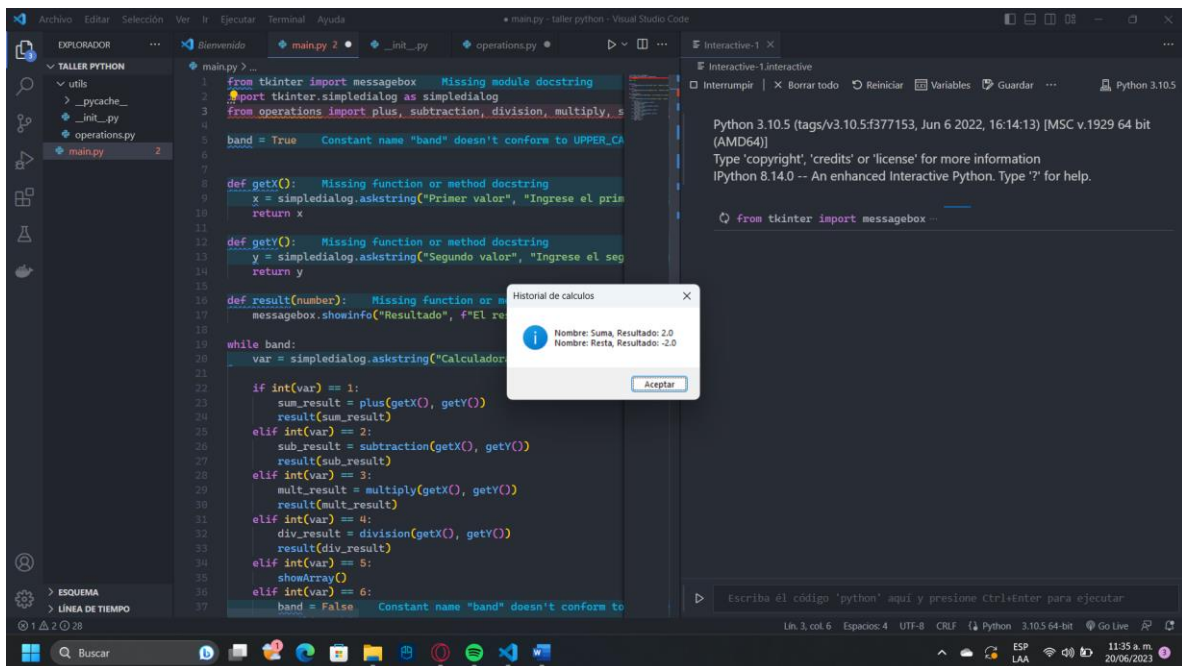 Archivo Editar Selección Ver Ir Ejecutar Terminal Ayuda
● main.py - taller python - Visual Studio Code
EXPLORADOR
TALLER PYTHON
utils
__pycache__
__init__.py
operations.py
main.py 2
ESQUEMA
LÍNEA DE TIEMPO
Bienvenido main.py 2 ● __init__.py operations.py ●
main.py > ...
1 from tkinter import messagebox Missing module docstring
2 import tkinter.simpledialog as simpledialog
3 from operations import plus, subtraction, division, multiply, s
4
5 band = True Constant name "band" doesn't conform to UPPER_CA
6
7
8 def getX(): Missing function or method docstring
9 x = simpledialog.askstring("Primer valor", "Ingrese el prim
10 return x
11
12 def getY(): Missing function or method docstring
13 y = simpledialog.askstring("Segundo valor", "Ingrese el seg
14 return y
15
16 def result(number): Missing function or m
17 messagebox.showinfo("Resultado", f"El res
18
19 while band:
20 var = simpledialog.askstring("Calculadora
21
22 if int(var) == 1:
23 sum_result = plus(getX(), getY())
24 result(sum_result)
25 elif int(var) == 2:
26 sub_result = subtraction(getX(), getY())
27 result(sub_result)
28 elif int(var) == 3:
29 mult_result = multiply(getX(), getY())
30 result(mult_result)
31 elif int(var) == 4:
32 div_result = division(getX(), getY())
33 result(div_result)
34 elif int(var) == 5:
35 showArray()
36 elif int(var) == 6:
37 band = False Constant name "band" doesn't conform to
Historial de calculos
Nombre: Suma, Resultado: 2.0
Nombre: Resta, Resultado: -2.0
Aceptar
Interactive-1
Interactive-1.interactive
Interrumpir | Borrar todo Reiniciar Variables Guardar ... Python 3.10.5
Python 3.10.5 (tags/v3.10.5:f377153, Jun 6 2022, 16:14:13) [MSC v.1929 64 bit
(AMD64)]
Type 'copyright', 'credits' or 'license' for more information
IPython 8.14.0 -- An enhanced Interactive Python. Type '?' for help.
from tkinter import messagebox ...
Escriba él código 'python' aquí y presione Ctrl+Enter para ejecutar
1 2 28
Lín. 3, col. 6 Espacios: 4 UTF-8 CRLF Python 3.10.5 64-bit Go Live
Buscar
ESP
LAA
11:35 a. m.
20/06/2023
3